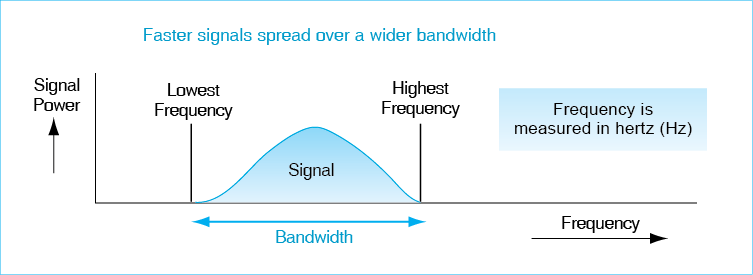 Faster signals spread over a wider bandwidth
Signal
Power
Lowest
Frequency
Highest
Frequency
Frequency is
measured in hertz (Hz)
Signal
Bandwidth
Frequency